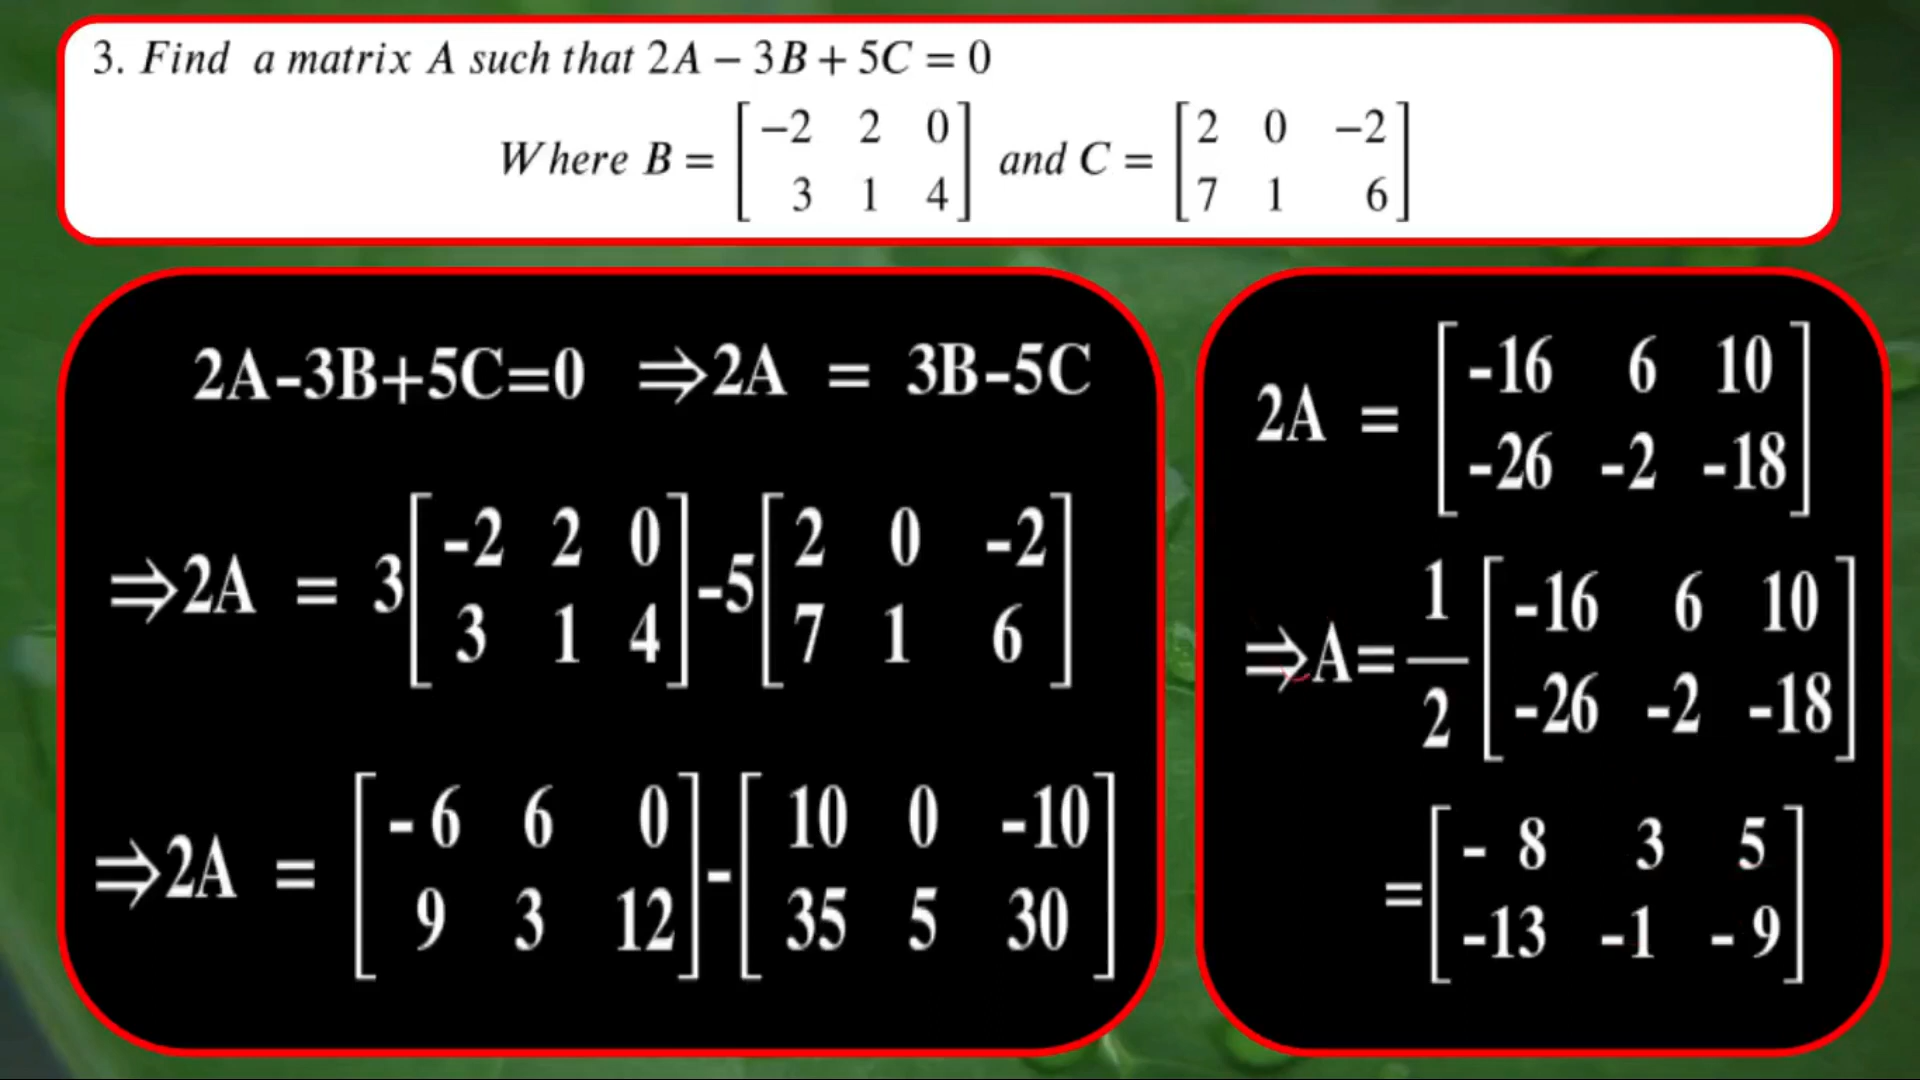 3. Find a matrix A such that 2A − 3B + 5C = 0
Where B = [−2 2 0
3 1 4] and C = [2 0 −2
7 1 6]
2A-3B+5C=0 ⇒2A = 3B-5C
⇒2A = 3[-2 2 0
3 1 4]-5[2 0 -2
7 1 6]
⇒2A = [- 6 6 0
9 3 12]-[10 0 -10
35 5 30]
2A = [-16 6 10
-26 -2 -18]
⇒A= 1/2 [-16 6 10
-26 -2 -18]
=[- 8 3 5
-13 -1 - 9]